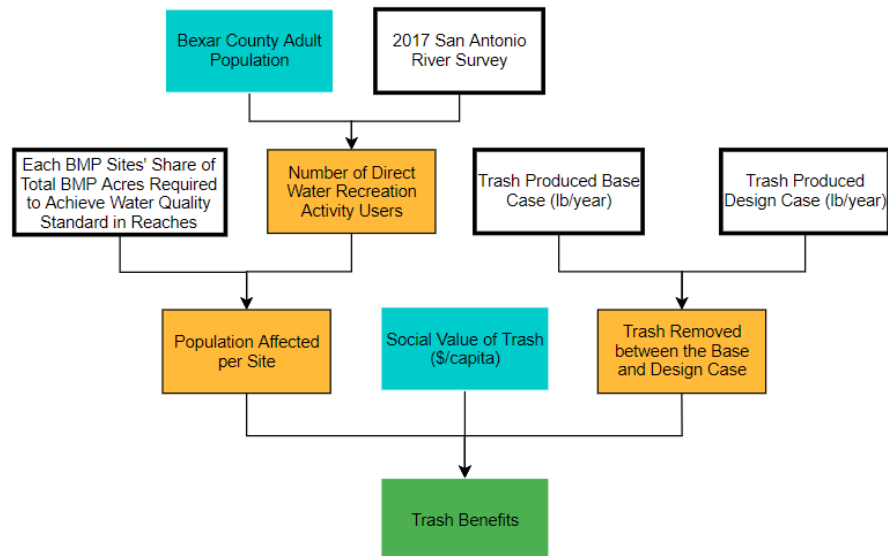 Bexar County Adult
Population
2017 San Antonio
River Survey
Each BMP Sites' Share of
Total BMP Acres Required
to Achieve Water Quality
Standard in Reaches
Number of Direct
Water Recreation
Activity Users
Trash Produced Base
Case (lb/year)
Trash Produced
Design Case (lb/year)
Population Affected
per Site
Social Value of Trash
($/capita)
Trash Removed
between the Base
and Design Case
Trash Benefits